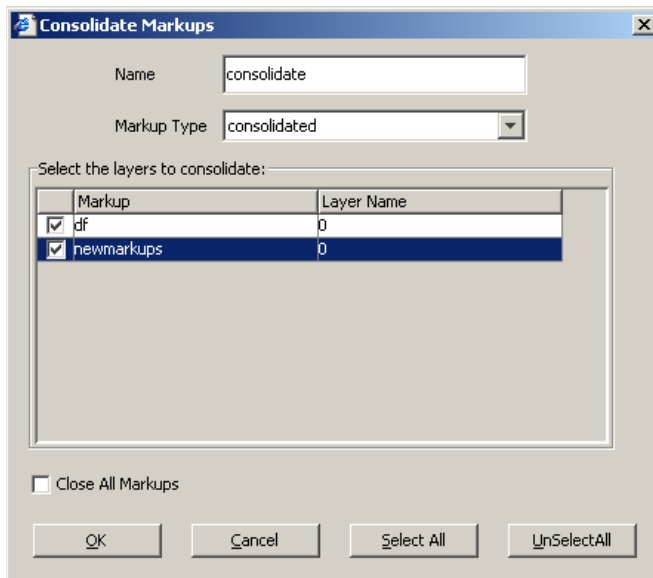 Consolidate Markups
Name consolidate
Markup Type consolidated
Select the layers to consolidate:
Markup Layer Name
df 0
newmarkups 0
Close All Markups
OK Cancel Select All UnSelectAll